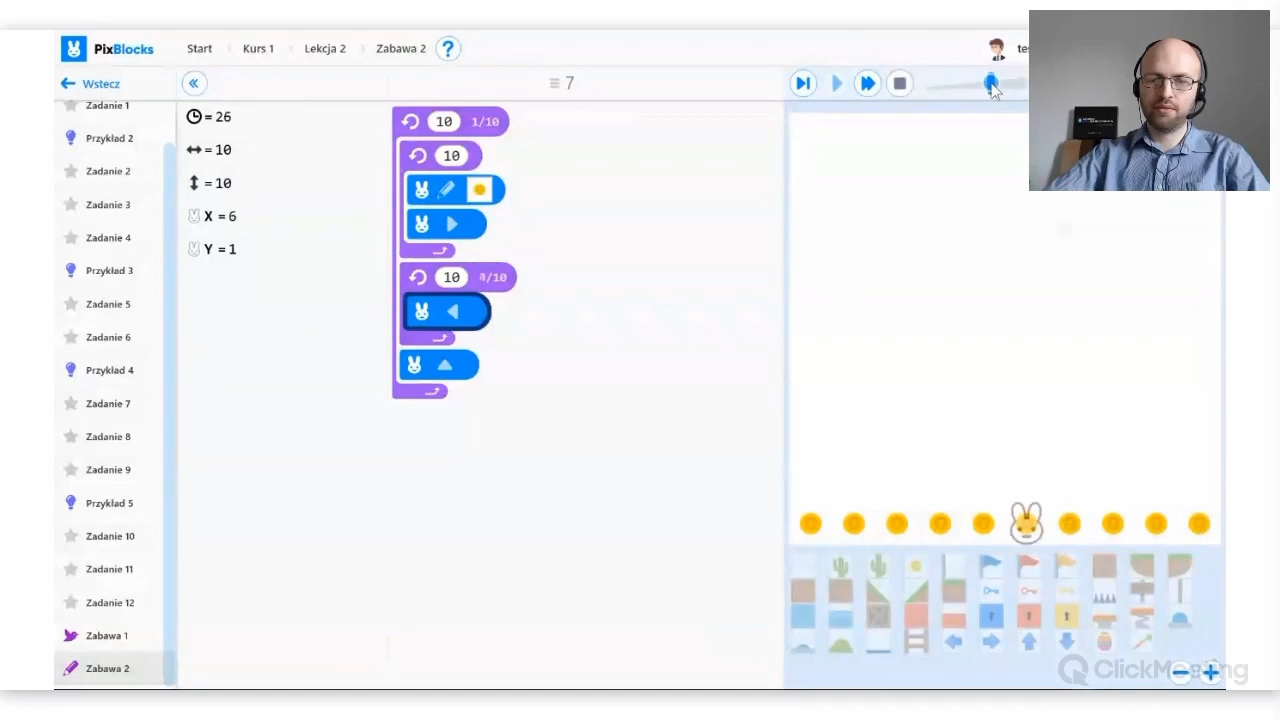 PixBlocks
Start
Kurs 1
Lekcja 2
Zabawa 2
?
Wstecz
7
Zadanie 1
Przykład 2
Zadanie 2
Zadanie 3
Zadanie 4
Przykład 3
Zadanie 5
Zadanie 6
Przykład 4
Zadanie 7
Zadanie 8
Zadanie 9
Przykład 5
Zadanie 10
Zadanie 11
Zadanie 12
Zabawa 1
Zabawa 2
= 26
= 10
= 10
X = 6
Y = 1
10 1/10
10
10
ClickMeeting